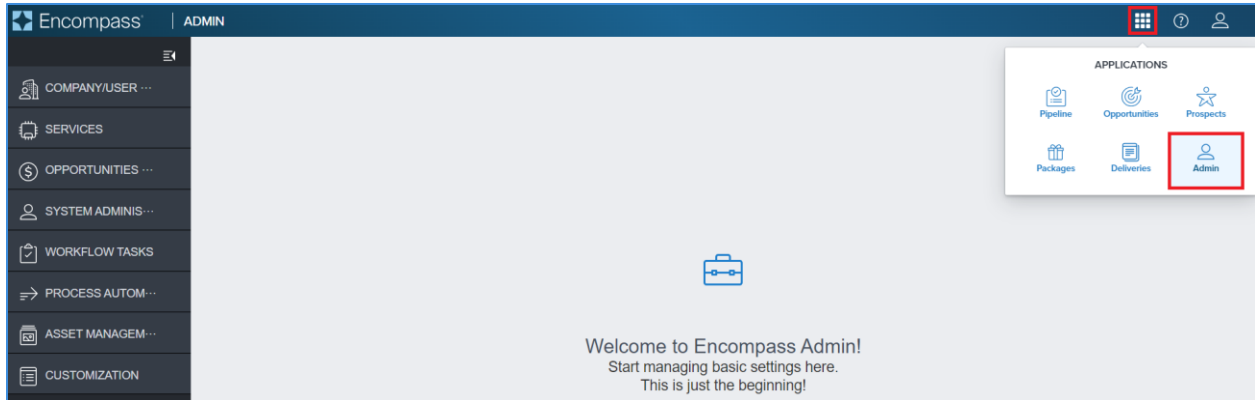 Encompass® | ADMIN
APPLICATIONS
Pipeline Opportunities Prospects
Packages Deliveries Admin
COMPANY/USER ···
SERVICES
OPPORTUNITIES ···
SYSTEM ADMINIS···
WORKFLOW TASKS
PROCESS AUTOM···
ASSET MANAGEM···
CUSTOMIZATION
Welcome to Encompass Admin!
Start managing basic settings here.
This is just the beginning!